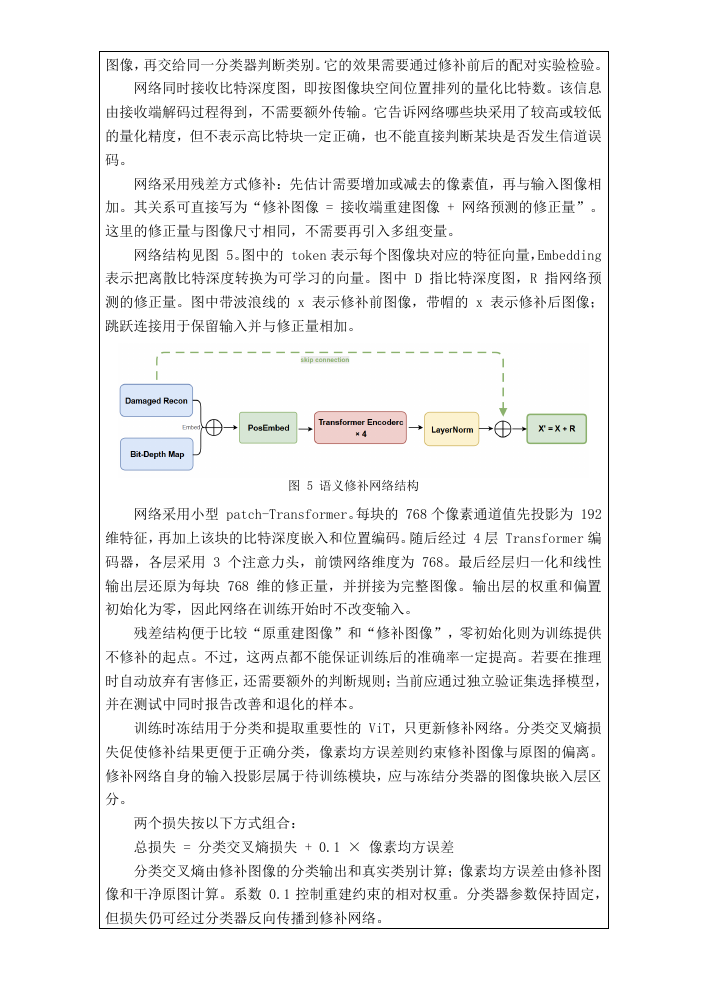 图像，再交给同一分类器判断类别。它的效果需要通过修补前后的配对实验检验。
网络同时接收比特深度图，即按图像块空间位置排列的量化比特数。该信息
由接收端解码过程得到，不需要额外传输。它告诉网络哪些块采用了较高或较低
的量化精度，但不表示高比特块一定正确，也不能直接判断某块是否发生信道误
码。
网络采用残差方式修补：先估计需要增加或减去的像素值，再与输入图像相
加。其关系可直接写为“修补图像 = 接收端重建图像 + 网络预测的修正量”。
这里的修正量与图像尺寸相同，不需要再引入多组变量。
网络结构见图 5。图中的 token 表示每个图像块对应的特征向量，Embedding
表示把离散比特深度转换为可学习的向量。图中 D 指比特深度图，R 指网络预
测的修正量。图中带波浪线的 x 表示修补前图像，带帽的 x 表示修补后图像；
跳跃连接用于保留输入并与修正量相加。
skip connection
Damaged Recon
Bit-Depth Map
Embed
PosEmbed
Transformer Encoderc
× 4
LayerNorm
X' = X + R
图 5 语义修补网络结构
网络采用小型 patch-Transformer。每块的 768 个像素通道值先投影为 192
维特征，再加上该块的比特深度嵌入和位置编码。随后经过 4 层 Transformer 编
码器，各层采用 3 个注意力头，前馈网络维度为 768。最后经层归一化和线性
输出层还原为每块 768 维的修正量，并拼接为完整图像。输出层的权重和偏置
初始化为零，因此网络在训练开始时不改变输入。
残差结构便于比较“原重建图像”和“修补图像”，零初始化则为训练提供
不修补的起点。不过，这两点都不能保证训练后的准确率一定提高。若要在推理
时自动放弃有害修正，还需要额外的判断规则；当前应通过独立验证集选择模型，
并在测试中同时报告改善和退化的样本。
训练时冻结用于分类和提取重要性的 ViT，只更新修补网络。分类交叉熵损
失促使修补结果更便于正确分类，像素均方误差则约束修补图像与原图的偏离。
修补网络自身的输入投影层属于待训练模块，应与冻结分类器的图像块嵌入层区
分。
两个损失按以下方式组合：
总损失 = 分类交叉熵损失 + 0.1 × 像素均方误差
分类交叉熵由修补图像的分类输出和真实类别计算；像素均方误差由修补图
像和干净原图计算。系数 0.1 控制重建约束的相对权重。分类器参数保持固定，
但损失仍可经过分类器反向传播到修补网络。